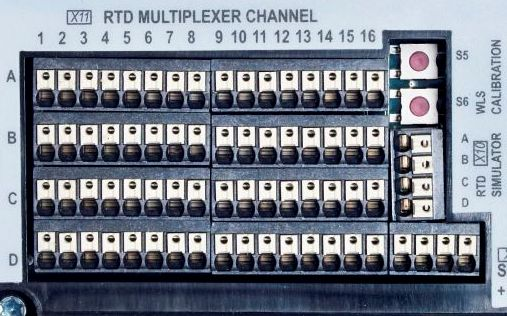 X11 RTD MULTIPLEXER CHANNEL
1 2 3 4 5 6 7 8 9 10 11 12 13 14 15 16
A
B
C
D
S5
S6
WLS
CALIBRATION
A
B
C
D
RTD X10
SIMULATOR
S
+